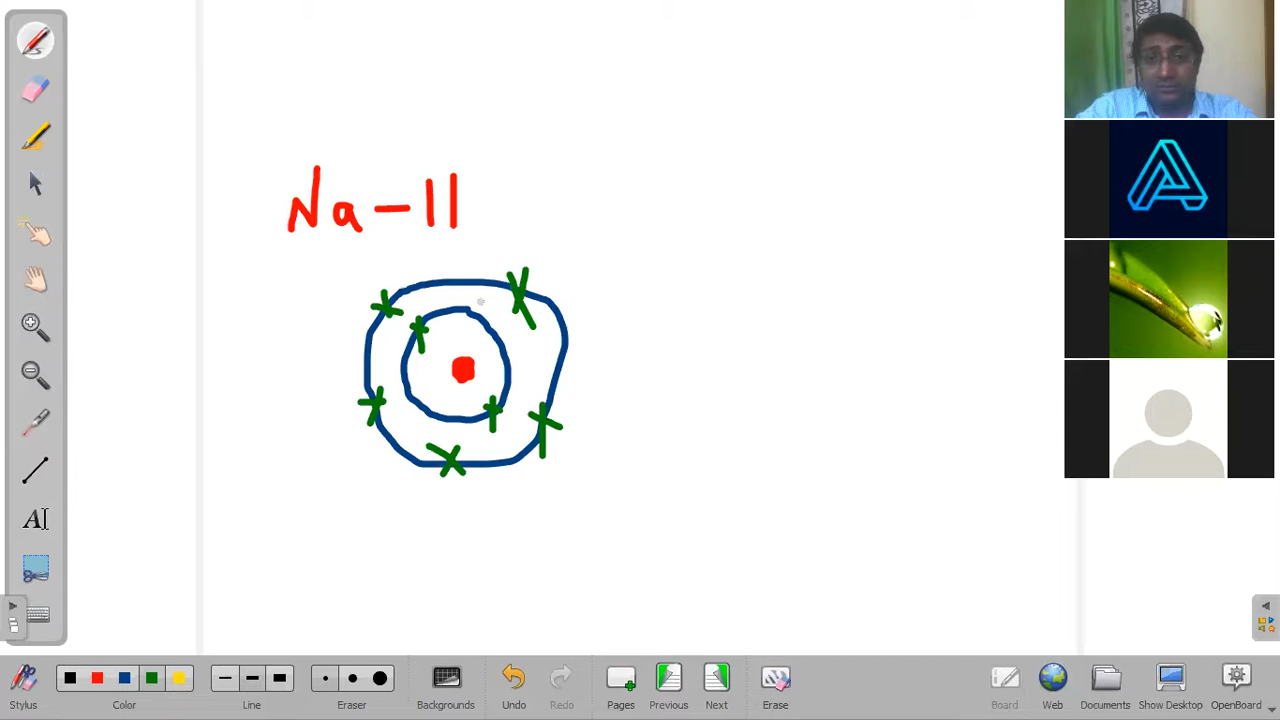 Na – 11
AI
Stylus
Color
Line
Eraser
Backgrounds
Undo
Redo
Pages
Previous
Next
Erase
Board
Web
Documents
Show Desktop
OpenBoard